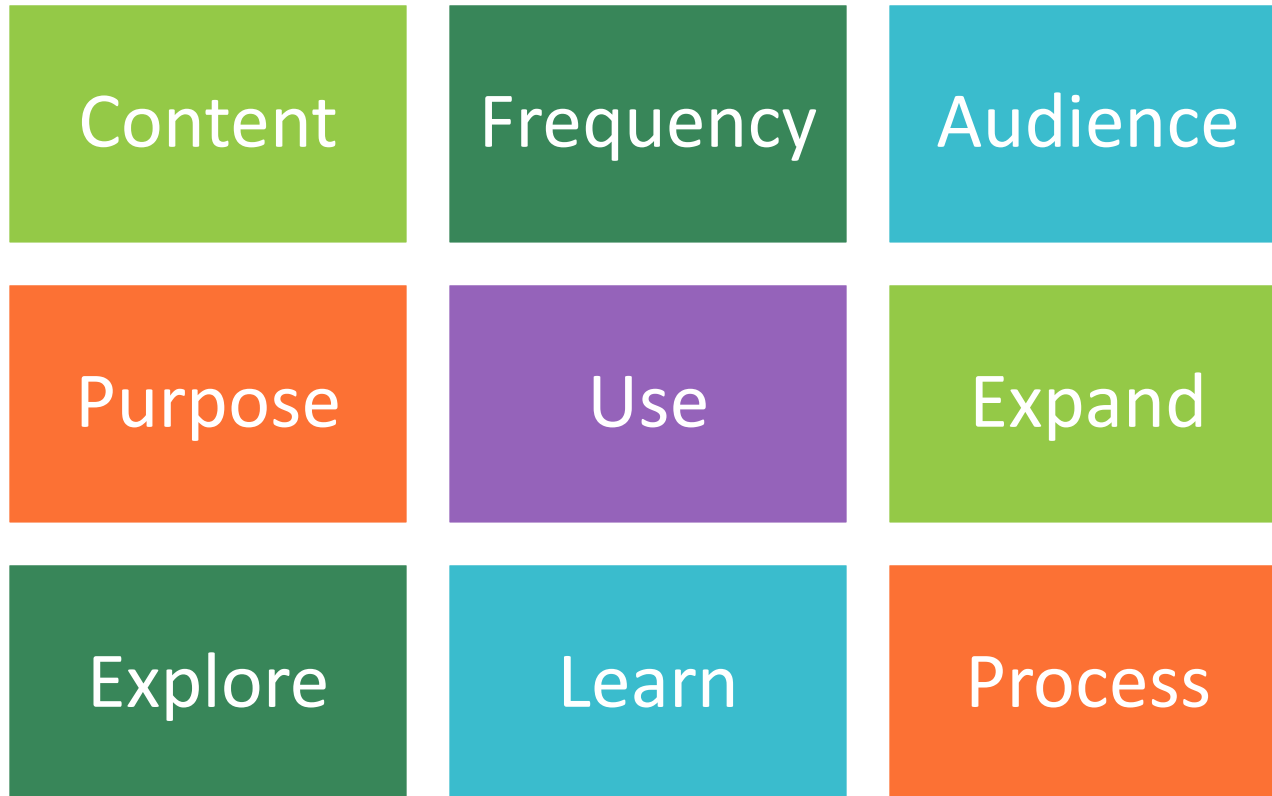 Content
Frequency
Audience
Purpose
Use
Expand
Explore
Learn
Process